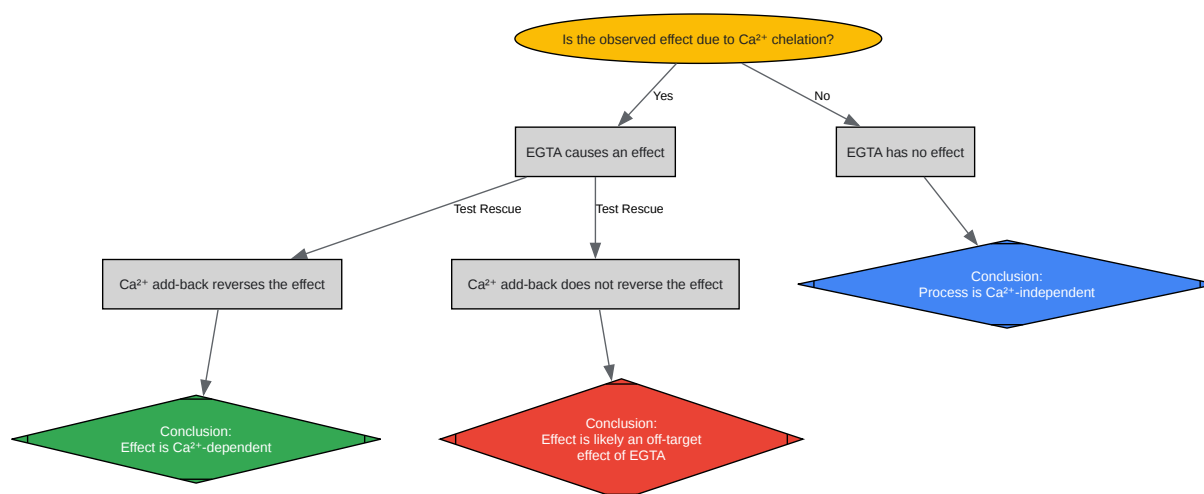 Is the observed effect due to Ca²⁺ chelation?
Yes
No
EGTA causes an effect
EGTA has no effect
Test Rescue
Test Rescue
Ca²⁺ add-back reverses the effect
Ca²⁺ add-back does not reverse the effect
Conclusion:
Process is Ca²⁺-independent
Conclusion:
Effect is Ca²⁺-dependent
Conclusion:
Effect is likely an off-target
effect of EGTA